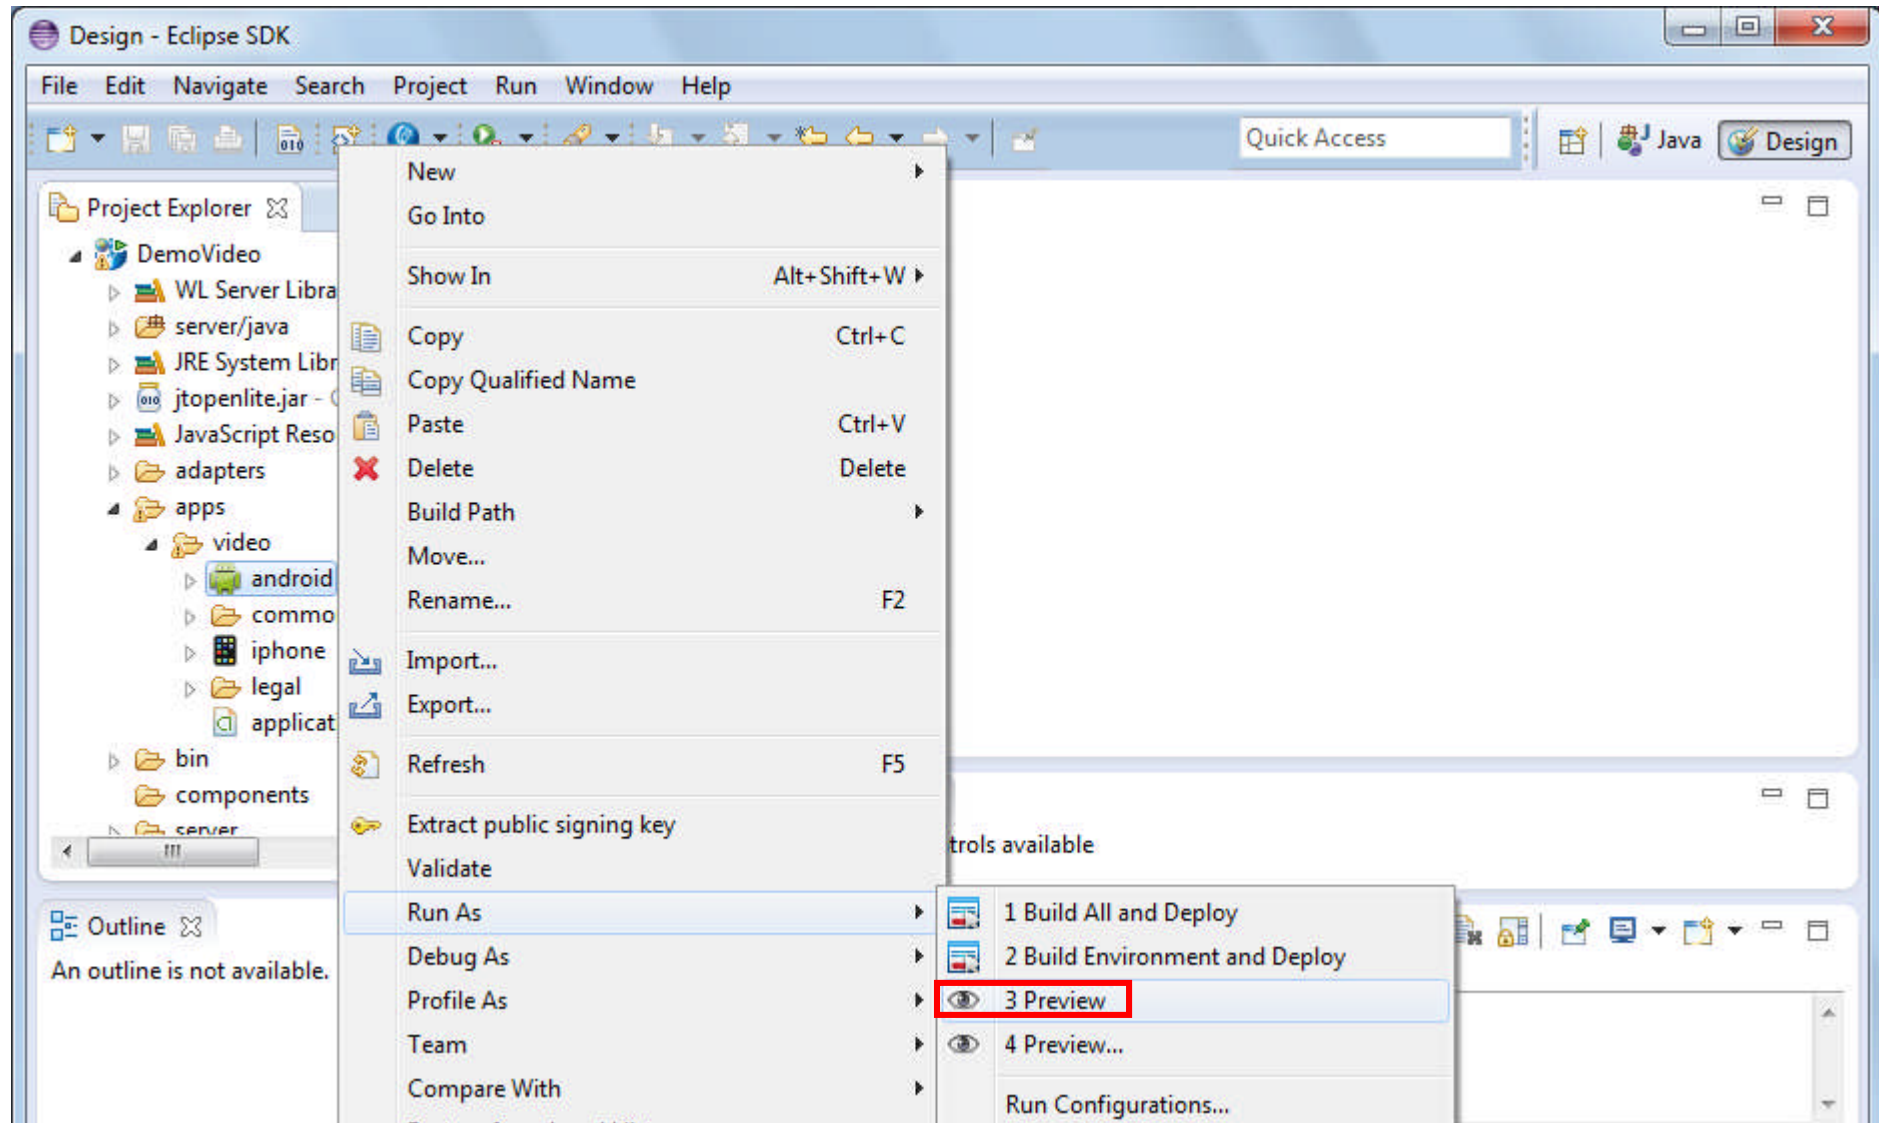 Design - Eclipse SDK
File Edit Navigate Search Project Run Window Help
Quick Access
Java
Design
Project Explorer
DemoVideo
WL Server Libra
server/java
JRE System Libr
jtopenlite.jar -
JavaScript Reso
adapters
apps
video
android
commo
iphone
legal
applicat
bin
components
server
New
Go Into
Show In Alt+Shift+W
Copy Ctrl+C
Copy Qualified Name
Paste Ctrl+V
Delete Delete
Build Path
Move...
Rename... F2
Import...
Export...
Refresh F5
Extract public signing key
Validate
Run As
Debug As
Profile As
Team
Compare With
trols available
1 Build All and Deploy
2 Build Environment and Deploy
3 Preview
4 Preview...
Run Configurations...
Outline
An outline is not available.